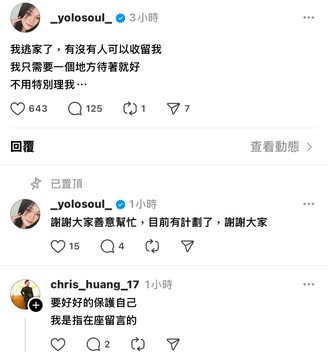 _yolosoul_ 3小時
我逃家了，有沒有人可以收留我
我只需要一個地方待著就好
不用特別理我…
643 125 1 7
回覆 查看動態
已置頂
_yolosoul_ 1小時
謝謝大家善意幫忙，目前有計劃了，謝謝大家
15 4
chris_huang_17 1小時
要好好的保護自己
我是指在座留言的
2